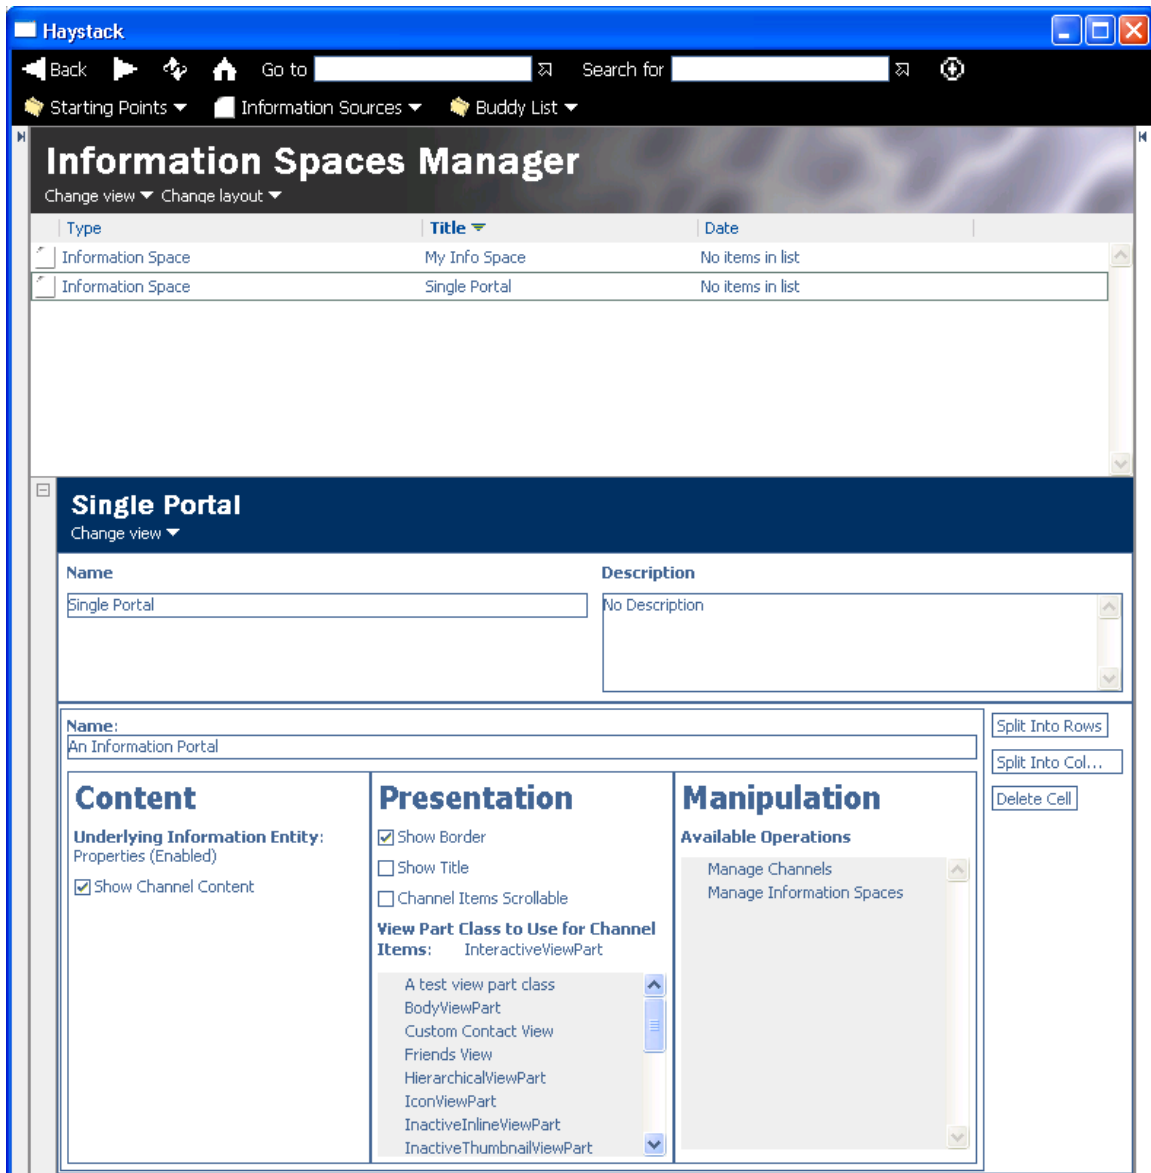 Haystack
Back Go to Search for
Starting Points Information Sources Buddy List
Information Spaces Manager
Change view Change layout
Type Title Date
Information Space My Info Space No items in list
Information Space Single Portal No items in list
Single Portal
Change view
Name Description
Single Portal No Description
Name:
An Information Portal
Split Into Rows
Split Into Col...
Delete Cell
Content
Underlying Information Entity:
Properties (Enabled)
Show Channel Content
Presentation
Show Border
Show Title
Channel Items Scrollable
View Part Class to Use for Channel
Items: InteractiveViewPart
A test view part class
BodyViewPart
Custom Contact View
Friends View
HierarchicalViewPart
IconViewPart
InactiveInlineViewPart
InactiveThumbnailViewPart
Manipulation
Available Operations
Manage Channels
Manage Information Spaces